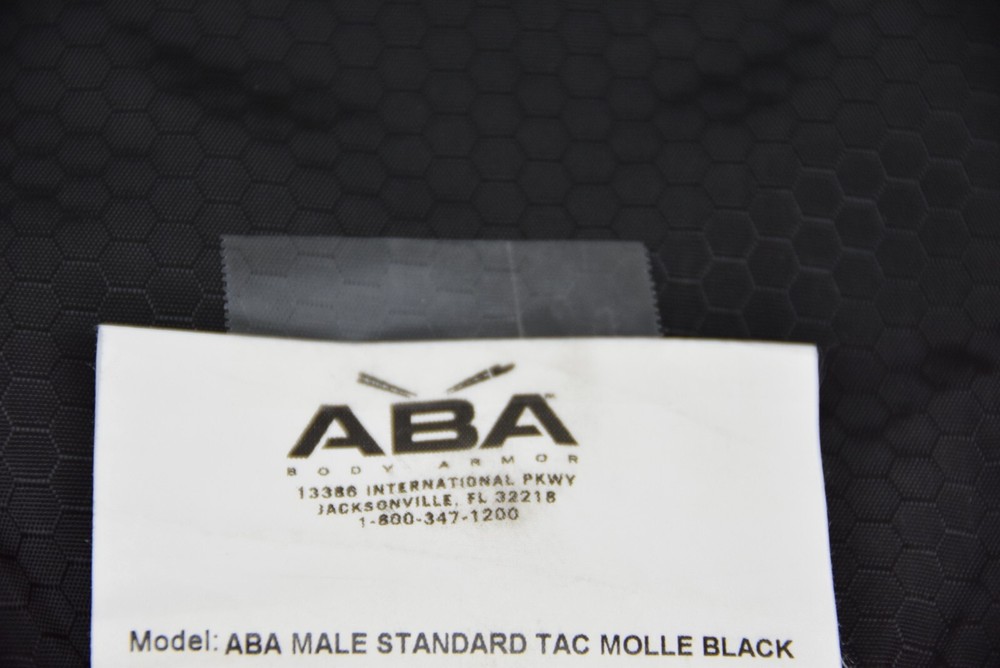 ABA™
BODY ARMOR
13386 INTERNATIONAL PKWY
JACKSONVILLE, FL 32218
1-800-347-1200
Model: ABA MALE STANDARD TAC MOLLE BLACK